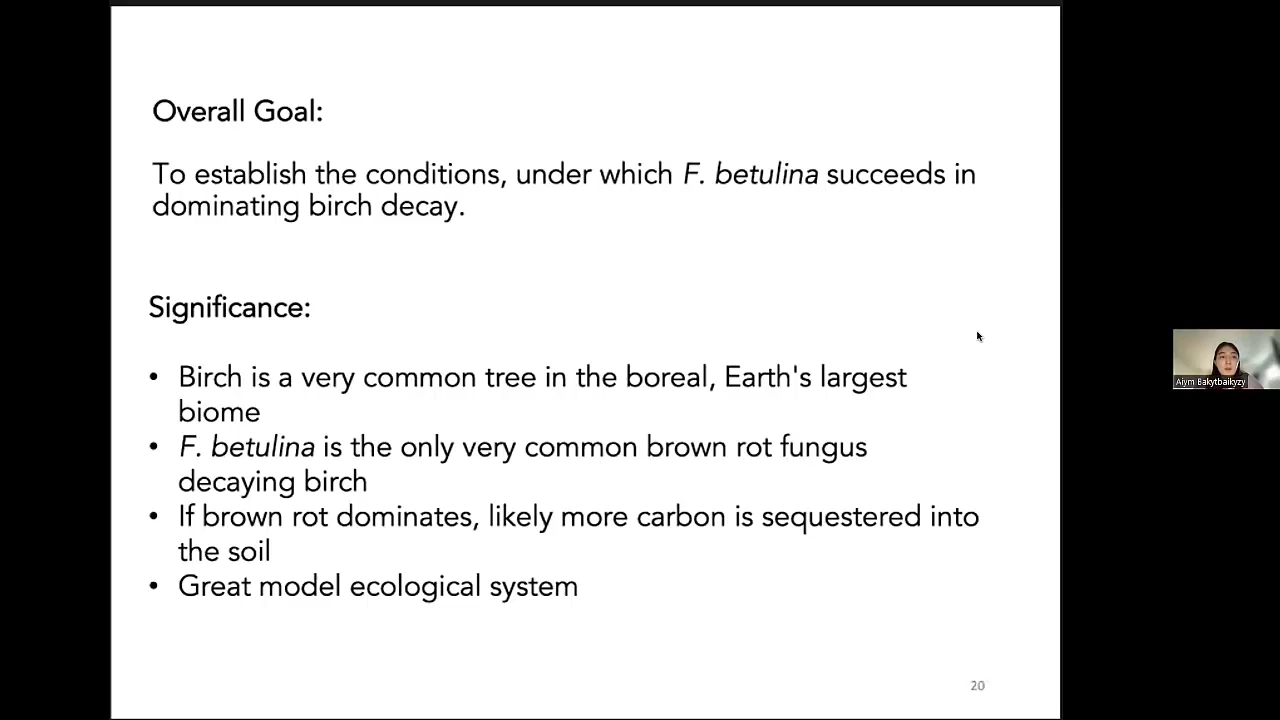 Overall Goal:
To establish the conditions, under which F. betulina succeeds in
dominating birch decay.
Significance:
• Birch is a very common tree in the boreal, Earth's largest
biome
• F. betulina is the only very common brown rot fungus
decaying birch
• If brown rot dominates, likely more carbon is sequestered into
the soil
• Great model ecological system
20
Aiym Bakytbaikyzy